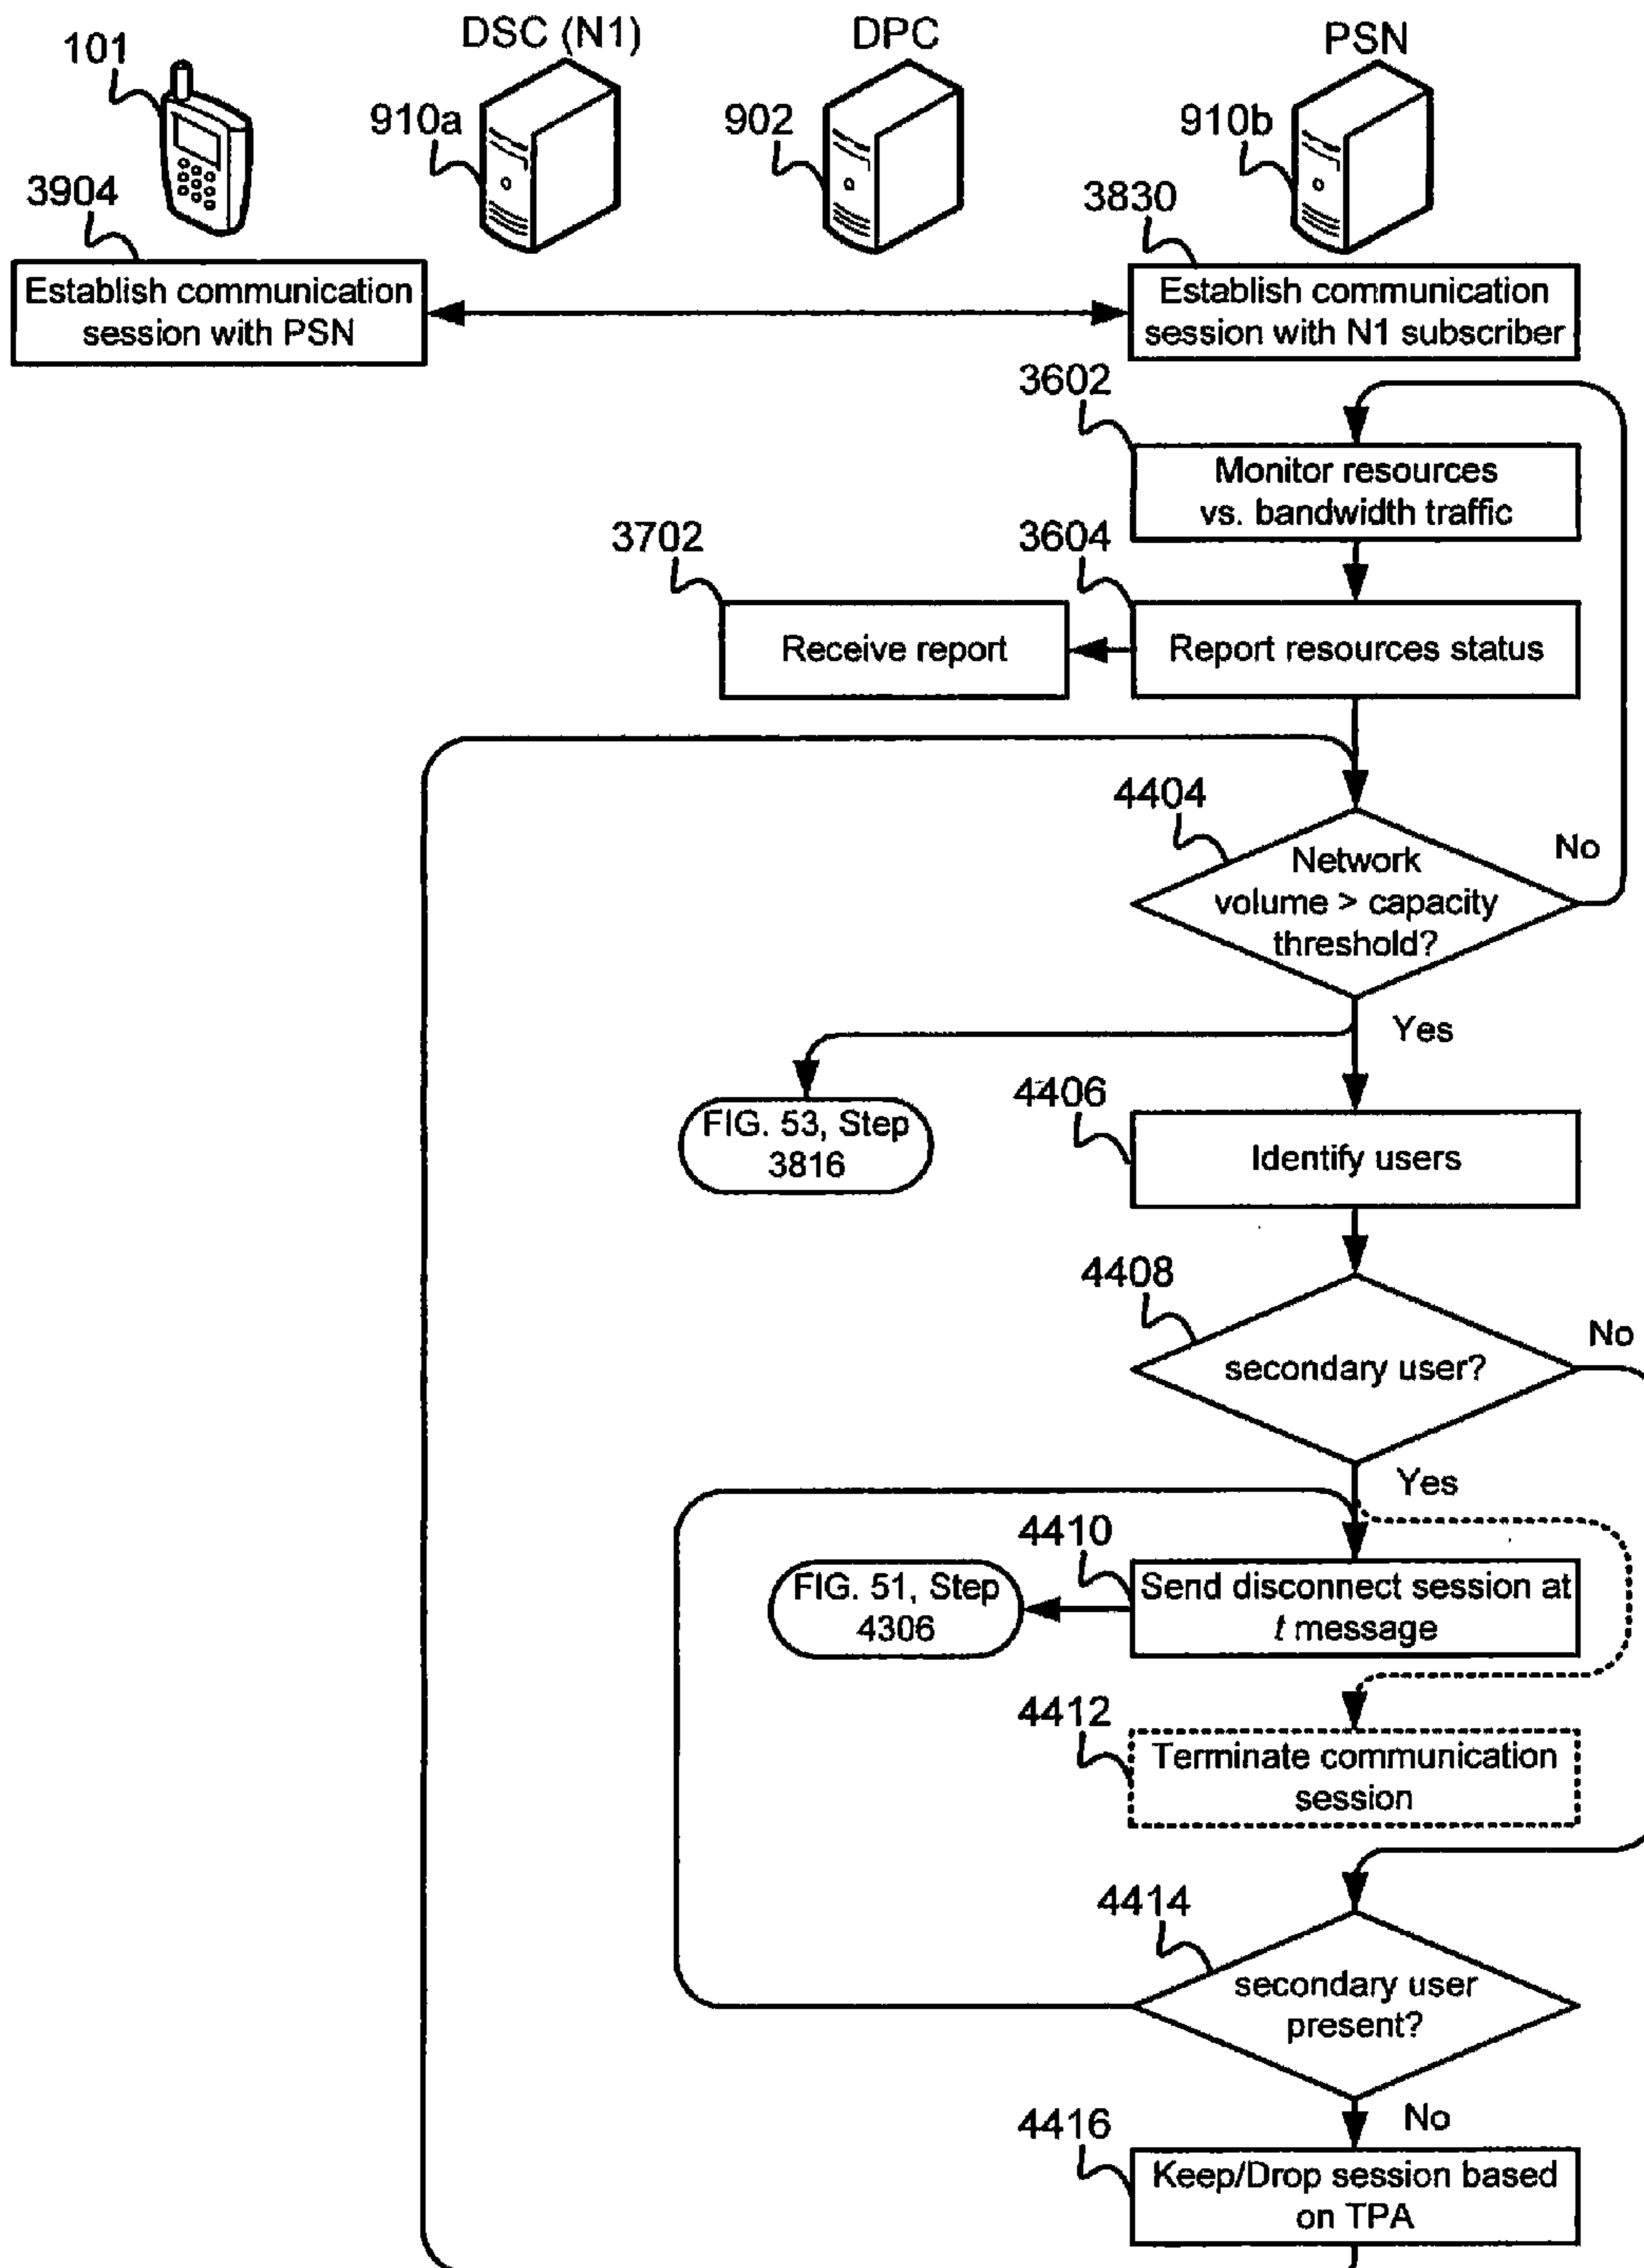 101
DSC (N1)
DPC
PSN
910a
902
910b
3904
3830
Establish communication
session with PSN
Establish communication
session with N1 subscriber
3602
Monitor resources
vs. bandwidth traffic
3702
3604
Receive report
Report resources status
4404
Network
volume > capacity
threshold?
No
Yes
FIG. 53, Step
3816
4406
Identify users
4408
secondary user?
No
Yes
4410
FIG. 51, Step
4306
Send disconnect session at
t message
4412
Terminate communication
session
4414
secondary user
present?
No
4416
Keep/Drop session based
on TPA